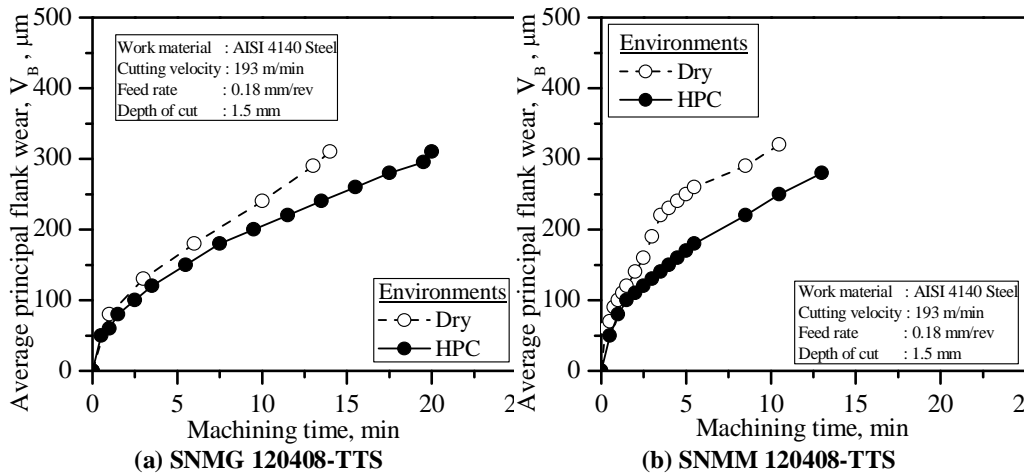 Average principal flank wear, V_B , μm
500
400
300
200
100
0
Work material : AISI 4140 Steel
Cutting velocity : 193 m/min
Feed rate : 0.18 mm/rev
Depth of cut : 1.5 mm
Environments
Dry
HPC
0 5 10 15 20 2
Machining time, min
(a) SNMG 120408-TTS
Average principal flank wear, V_B , μm
500
400
300
200
100
0
Environments
Dry
HPC
Work material : AISI 4140 Steel
Cutting velocity : 193 m/min
Feed rate : 0.18 mm/rev
Depth of cut : 1.5 mm
0 5 10 15 20 2
Machining time, min
(b) SNMM 120408-TTS